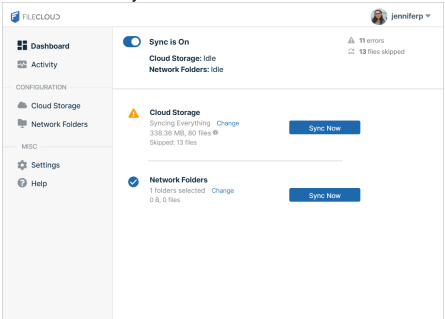 FILECLOUD
jenniferp
Dashboard
Activity
CONFIGURATION
Cloud Storage
Network Folders
MISC
Settings
Help
Sync is On
Cloud Storage: Idle
Network Folders: Idle
11 errors
13 files skipped
Cloud Storage
Syncing Everything Change
338.36 MB, 80 files
Skipped: 13 files
Sync Now
Network Folders
1 folders selected Change
0 B, 0 files
Sync Now